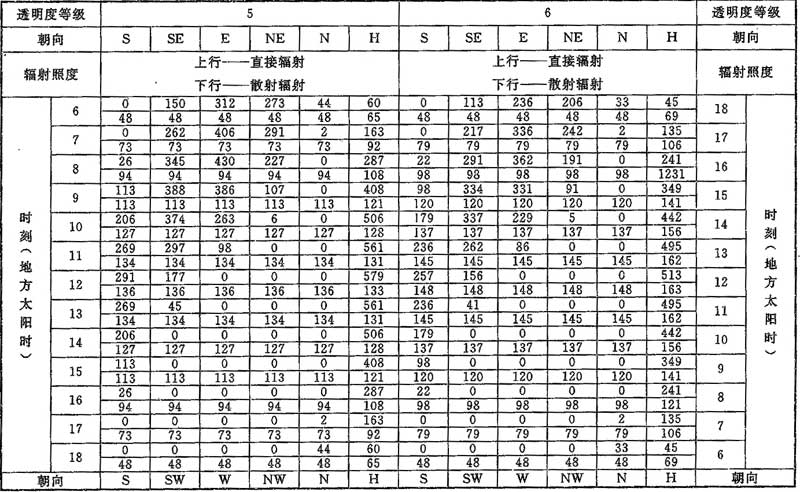 透明度等级 5 6 透明度等级
朝向 S SE E NE N H S SE E NE N H 朝向
辐射照度 上行——直接辐射 上行——直接辐射 辐射照度
下行——散射辐射 下行——散射辐射
时刻(地方太阳时) 时刻(地方太阳时)
6 0 150 312 273 44 60 0 113 236 206 33 45 18
48 48 48 48 48 65 48 48 48 48 48 69
7 0 262 406 291 2 163 0 217 336 242 2 135 17
73 73 73 73 73 92 79 79 79 79 79 106
8 26 345 430 227 0 287 22 291 362 191 0 241 16
94 94 94 94 94 108 98 98 98 98 98 1231
9 113 388 386 107 0 408 98 334 331 91 0 349 15
113 113 113 113 113 121 120 120 120 120 120 141
10 206 374 263 6 0 506 179 337 229 5 0 442 14
127 127 127 127 127 128 137 137 137 137 137 156
11 269 297 98 0 0 561 236 262 86 0 0 495 13
134 134 134 134 134 131 145 145 145 145 145 162
12 291 177 0 0 0 579 257 156 0 0 0 513 12
136 136 136 136 136 133 148 148 148 148 148 163
13 269 45 0 0 0 561 236 41 0 0 0 495 11
134 134 134 134 134 131 145 145 145 145 145 162
14 206 0 0 0 0 506 179 0 0 0 0 442 10
127 127 127 127 127 128 137 137 137 137 137 156
15 113 0 0 0 0 408 98 0 0 0 0 349 9
113 113 113 113 113 121 120 120 120 120 120 141
16 26 0 0 0 0 287 22 0 0 0 0 241 8
94 94 94 94 94 108 98 98 98 98 98 121
17 0 0 0 0 2 163 0 0 0 0 2 135 7
73 73 73 73 73 92 79 79 79 79 79 106
18 0 0 0 0 44 60 0 0 0 0 33 45 6
48 48 48 48 48 65 48 48 48 48 48 69
朝向 S SW W NW N H S SW W NW N H 朝向